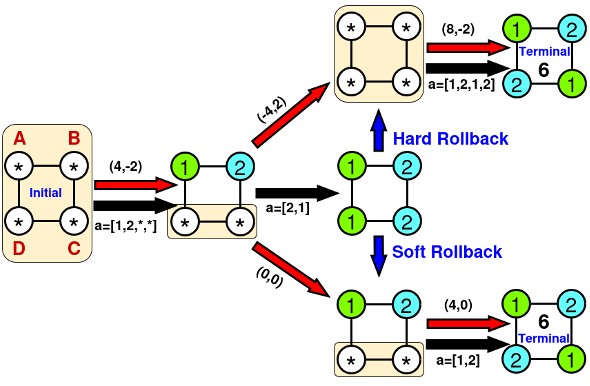 * * (8,-2) 1 2
Terminal
6
* * a=[1,2,1,2] 2 1
(-4,2)
A B
Hard Rollback
* * (4,-2) 1 2 1 2
Initial
a=[2,1]
* * a=[1,2,*,*] * * 1 2
D C
Soft Rollback
(0,0)
1 2 (4,0) 1 2
6
Terminal
* * a=[1,2] 2 1